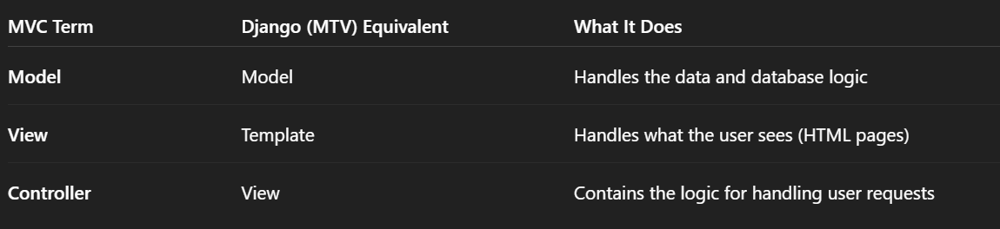 MVC Term Django (MTV) Equivalent What It Does
Model Model Handles the data and database logic
View Template Handles what the user sees (HTML pages)
Controller View Contains the logic for handling user requests